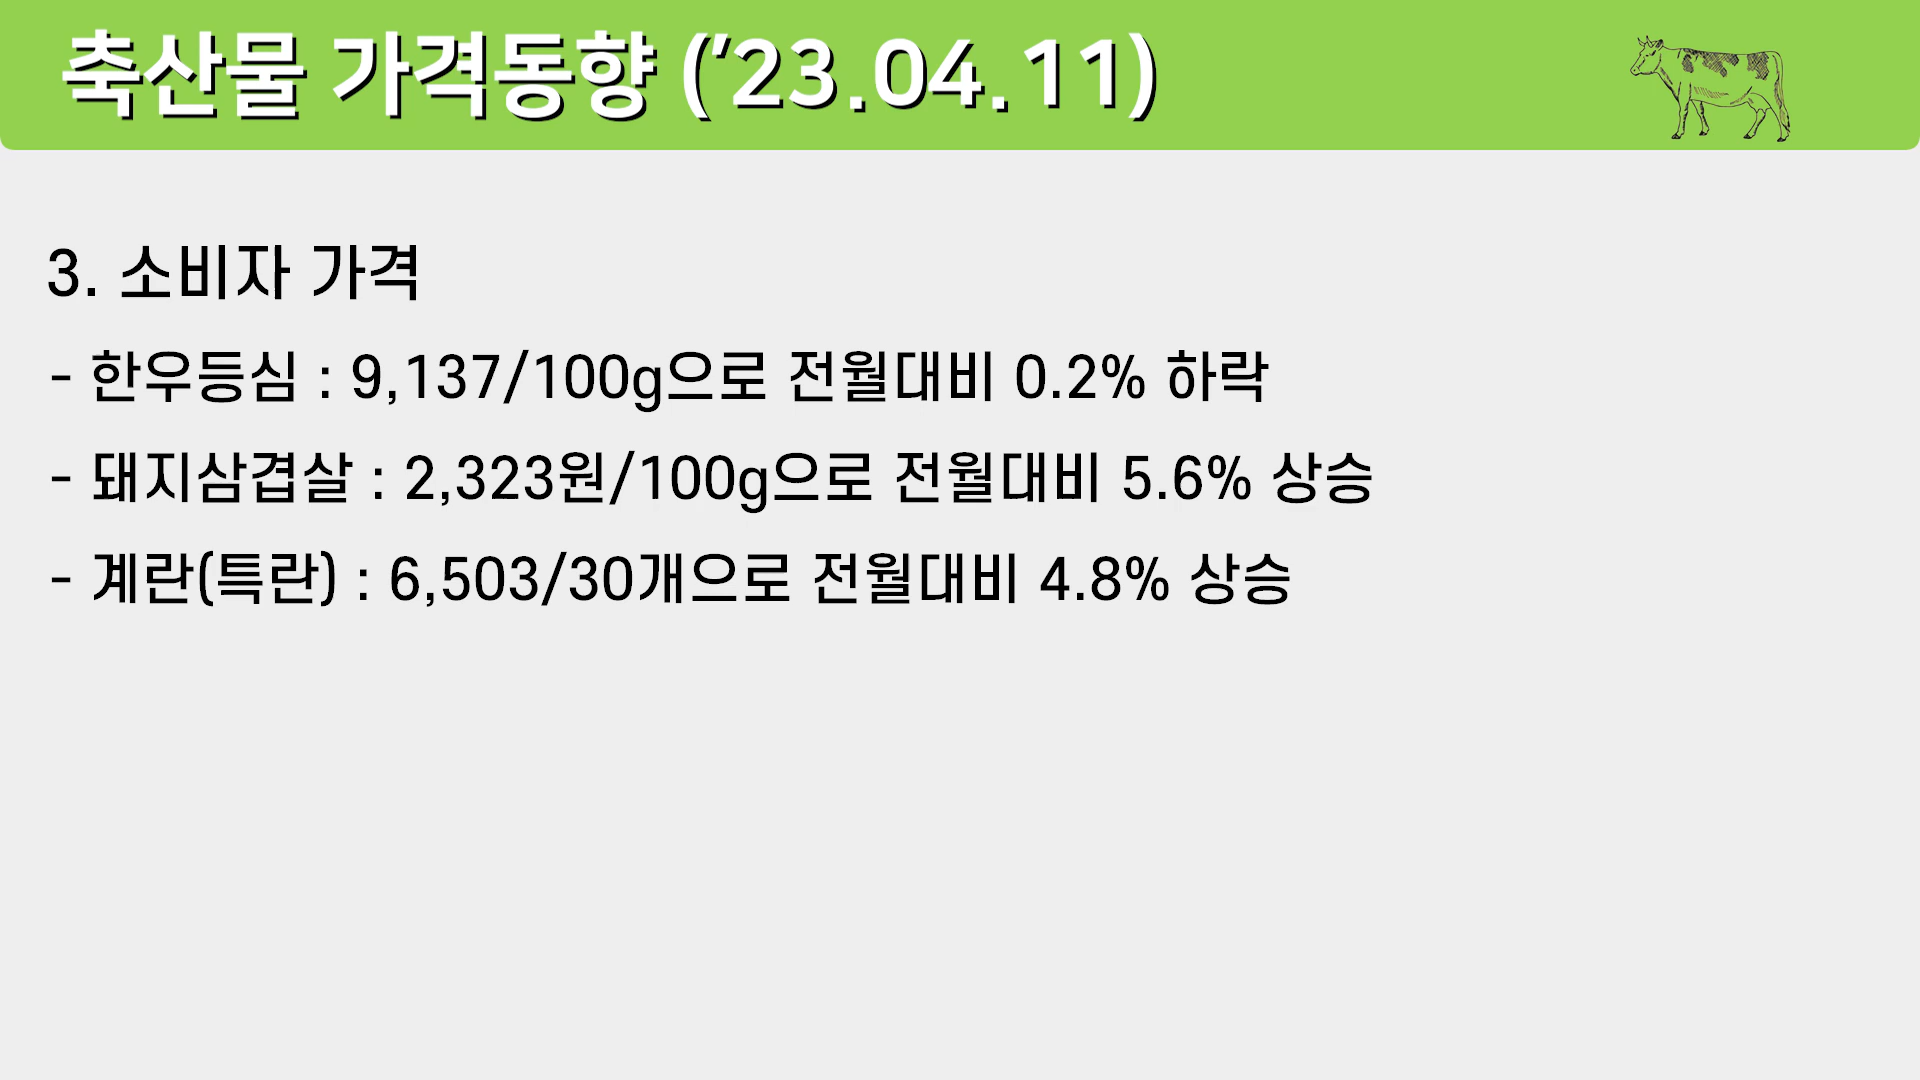 축산물 가격동향 (’23.04.11)
3. 소비자 가격
- 한우등심 : 9,137/100g으로 전월대비 0.2% 하락
- 돼지삼겹살 : 2,323원/100g으로 전월대비 5.6% 상승
- 계란(특란) : 6,503/30개으로 전월대비 4.8% 상승